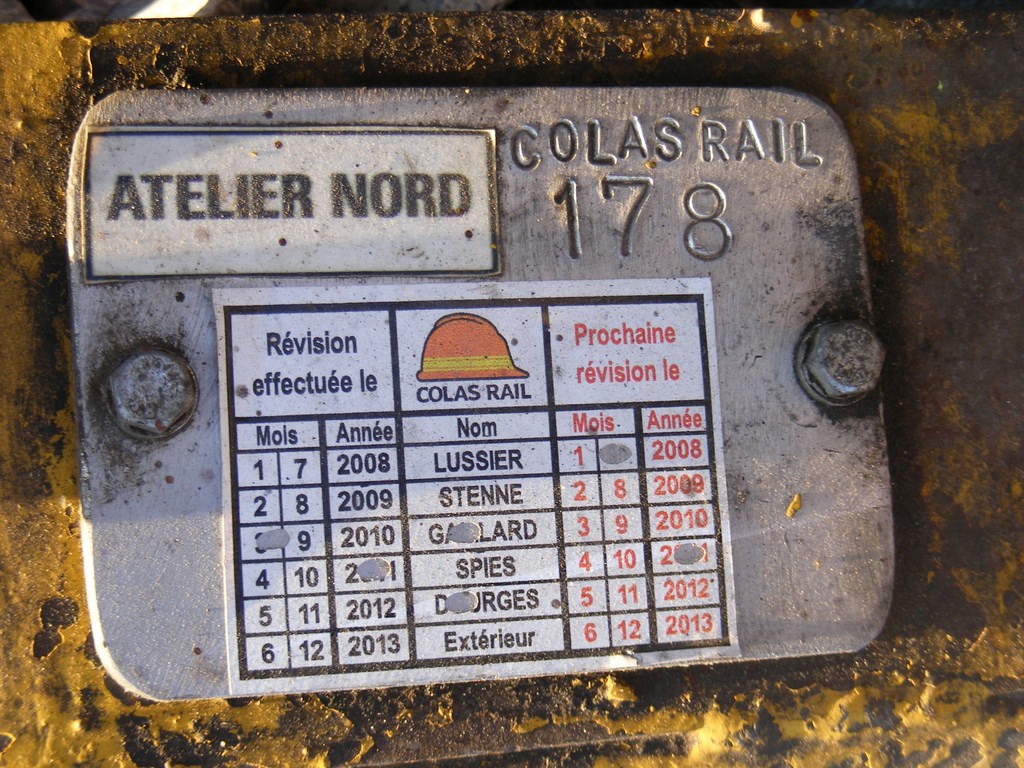 ATELIER NORD
COLAS RAIL
178
Révision effectuée le
COLAS RAIL
Prochaine révision le
Mois Année Nom Mois Année
1 7 2008 LUSSIER 1 2008
2 8 2009 STENNE 2 8 2009
9 2010 3 9 2010
4 10 SPIES 4 10
5 11 2012 5 11 2012
6 12 2013 Extérieur 6 12 2013